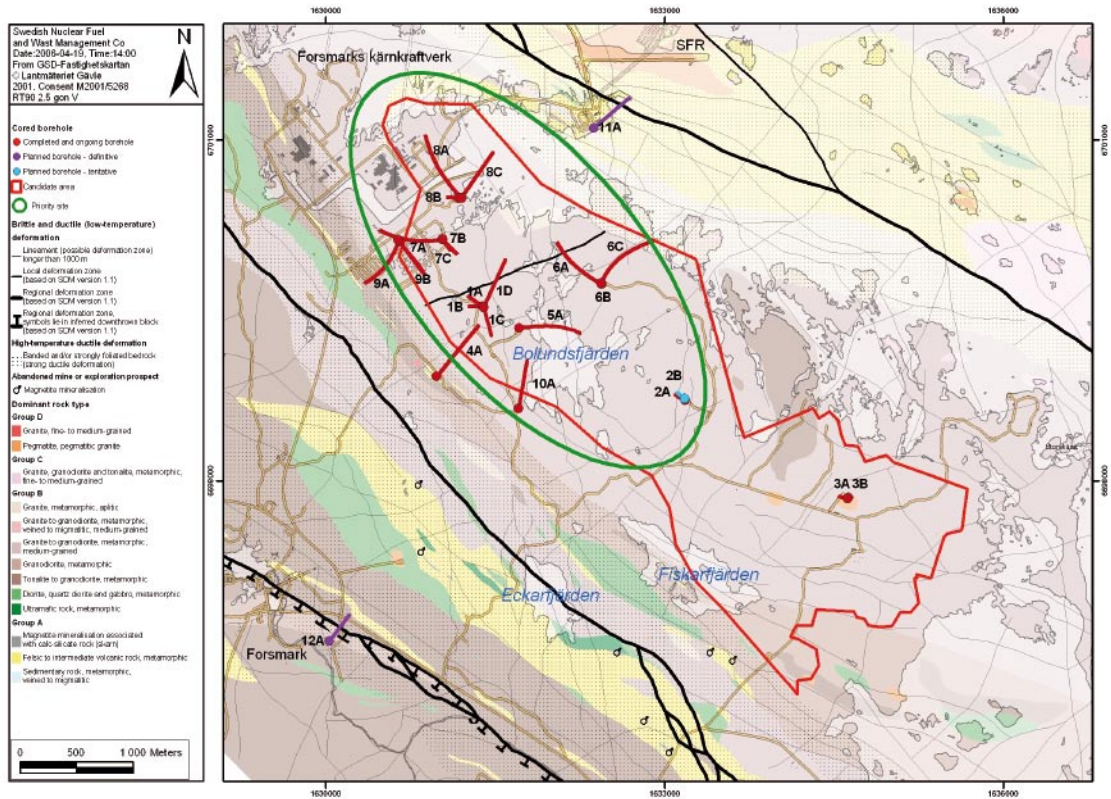 Swedish Nuclear Fuel
and Wast Management Co
Date:2006-04-19, Time:14:00
From GSD-Fastighetskartan
© Lantmäteriet Gävle
2001, Consent M2001/5268
RT90 2.5 gon V
N
Cored borehole
Completed and ongoing borehole
Planned borehole - definitive
Planned borehole - tentative
Candidate area
Priority site
Brittle and ductile (low-temperature)
deformation
Lineament (possible deformation zone)
longer than 1000 m
Local deformation zone
(based on SDM version 1.1)
Regional deformation zone
(based on SDM version 1.1)
Regional deformation zone,
symbols lie in inferred downthrown block
(based on SDM version 1.1)
High-temperature ductile deformation
Banded and/or strongly foliated bedrock
(strong ductile deformation)
Abandoned mine or exploration prospect
Magnetite mineralisation
Dominant rock type
Group D
Granite, fine- to medium-grained
Pegmatite, pegmatitic granite
Group C
Granite, granodiorite and tonalite, metamorphic,
fine- to medium-grained
Group B
Granite, metamorphic, aplitic
Granite to granodiorite, metamorphic,
veined to migmatitic, medium-grained
Granite to granodiorite, metamorphic,
medium-grained
Granodiorite, metamorphic
Tonalite to granodiorite, metamorphic
Diorite, quartz diorite and gabbro, metamorphic
Ultramafic rock, metamorphic
Group A
Magnetite mineralisation associated
with calc-silicate rock (skarn)
Felsic to intermediate volcanic rock, metamorphic
Sedimentary rock, metamorphic,
veined to migmatitic
0 500 1 000 Meters
1630000 1633000 1636000
6701000
6701000
6698000
6698000
Forsmarks kärnkraftverk
SFR
11A
8A
8C
8B
7A
7B
7C
9A
9B
6A
6C
6B
1A
1D
1B
1C
5A
4A
Bolundsfjärden
10A
2B
2A
3A 3B
Fiskarfjärden
Eckarfjärden
12A
Forsmark
1630000 1633000 1636000